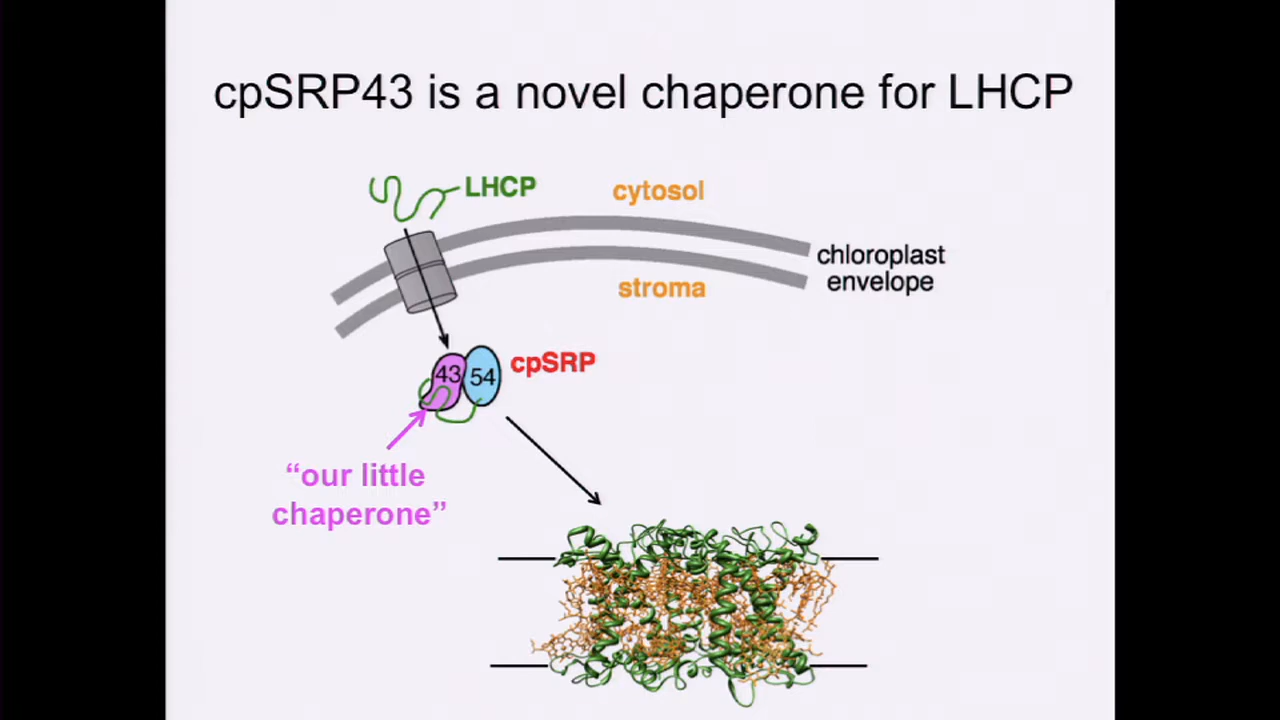 cpSRP43 is a novel chaperone for LHCP
LHCP
cytosol
chloroplast
envelope
stroma
cpSRP
43
54
“our little
chaperone”